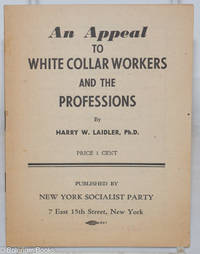 An Appeal
TO
WHITE COLLAR WORKERS
AND THE
PROFESSIONS
By
HARRY W. LAIDLER, Ph.D.
PRICE 1 CENT
PUBLISHED BY
NEW YORK SOCIALIST PARTY
7 East 15th Street, New York